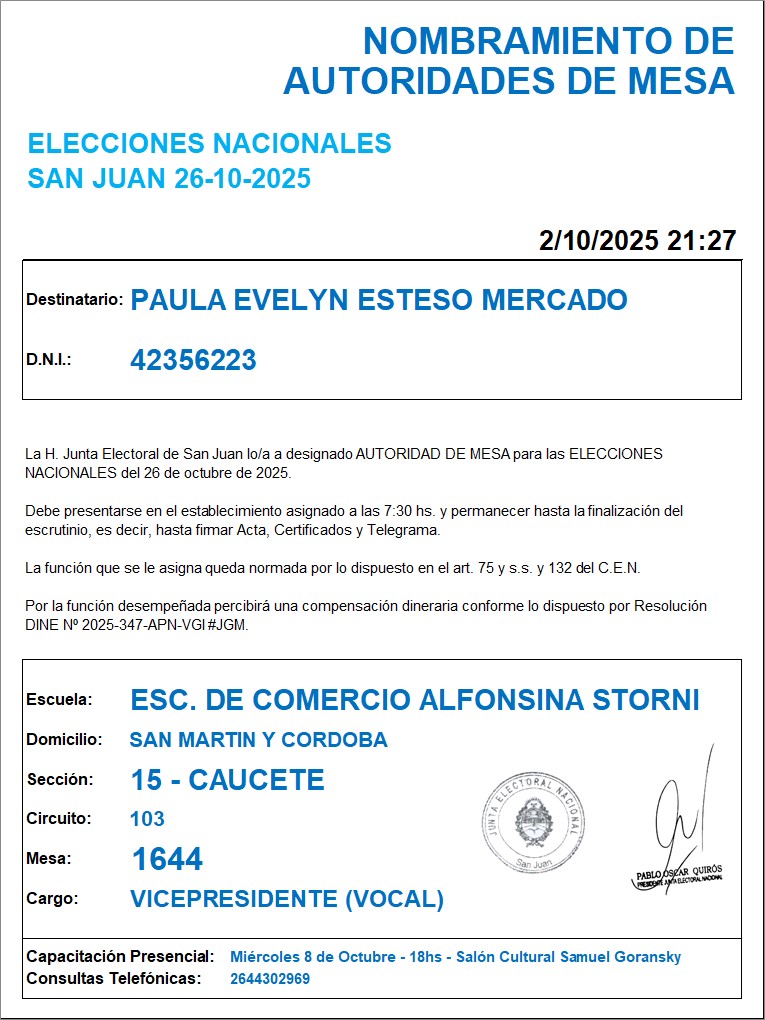 NOMBRAMIENTO DE
AUTORIDADES DE MESA
ELECCIONES NACIONALES
SAN JUAN 26-10-2025
2/10/2025 21:27
Destinatario: PAULA EVELYN ESTESO MERCADO
D.N.I.: 42356223
La H. Junta Electoral de San Juan lo/a a designado AUTORIDAD DE MESA para las ELECCIONES
NACIONALES del 26 de octubre de 2025.
Debe presentarse en el establecimiento asignado a las 7:30 hs. y permanecer hasta la finalización del
escrutinio, es decir, hasta firmar Acta, Certificados y Telegrama.
La función que se le asigna queda normada por lo dispuesto en el art. 75 y s.s. y 132 del C.E.N.
Por la función desempeñada percibirá una compensación dineraria conforme lo dispuesto por Resolución
DINE Nº 2025-347-APN-VGI#JGM.
Escuela: ESC. DE COMERCIO ALFONSINA STORNI
Domicilio: SAN MARTIN Y CORDOBA
Sección: 15 - CAUCETE
Circuito: 103
Mesa: 1644
Cargo: VICEPRESIDENTE (VOCAL)
JUNTA ELECTORAL NACIONAL
San Juan
PABLO OSCAR QUIRÓS
PRESIDENTE JUNTA ELECTORAL NACIONAL
Capacitación Presencial: Miércoles 8 de Octubre - 18hs - Salón Cultural Samuel Goransky
Consultas Telefónicas: 2644302969